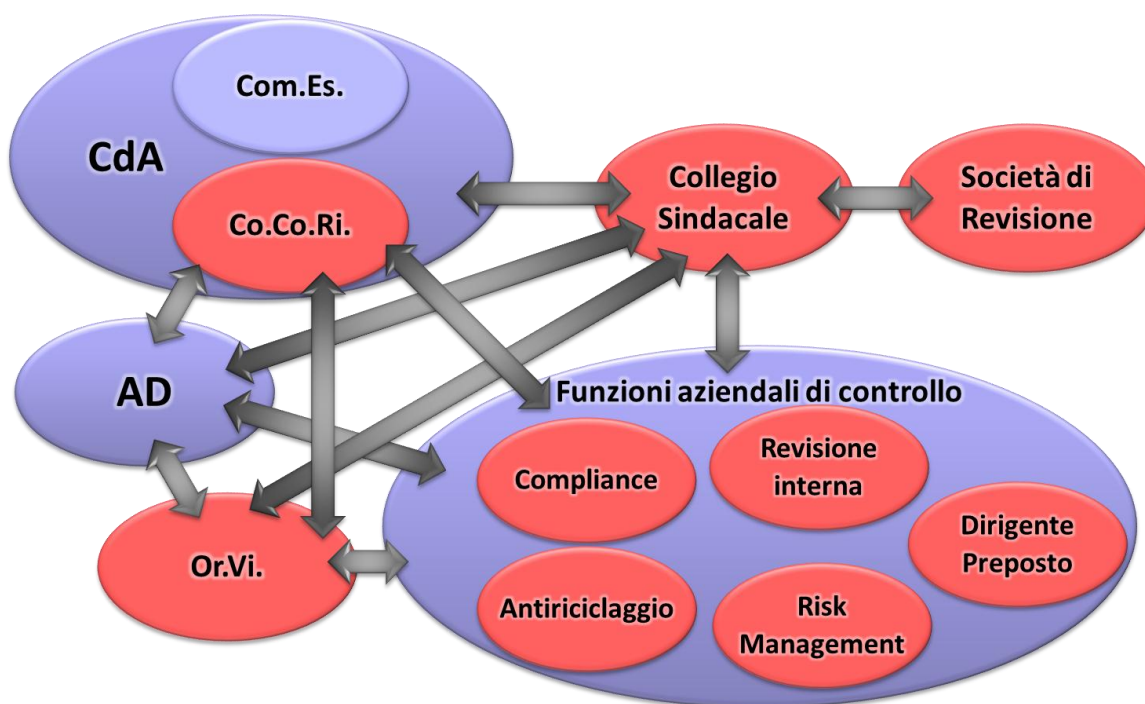 Com.Es.
CdA
Co.Co.Ri.
Collegio
Sindacale
Società di
Revisione
AD
Funzioni aziendali di controllo
Compliance
Revisione
interna
Dirigente
Preposto
Or.Vi.
Antiriciclaggio
Risk
Management